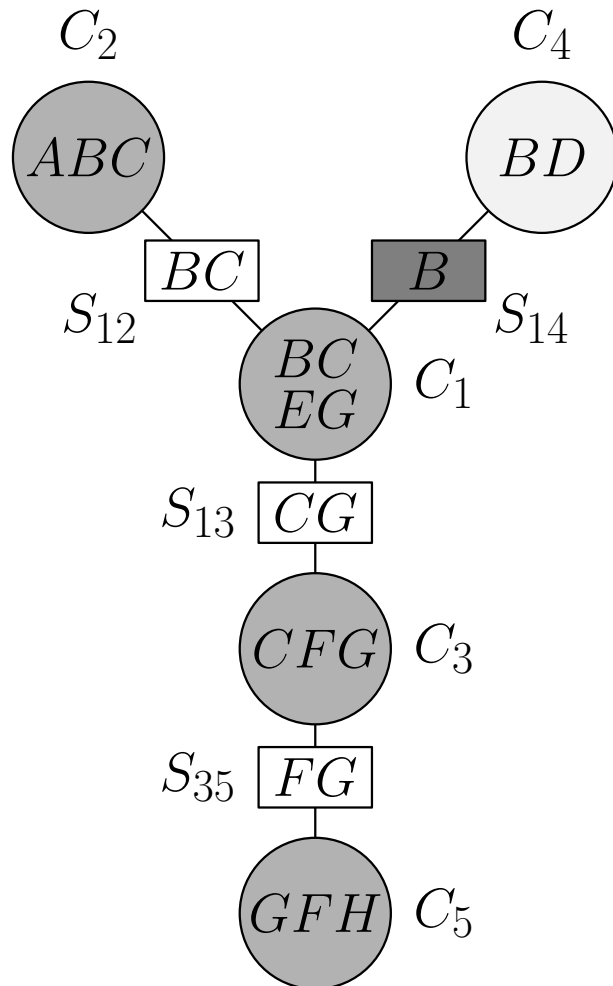 C₂
C₄
ABC
BD
BC
B
S₁₂
S₁₄
BC
EG
C₁
S₁₃
CG
CFG
C₃
S₃₅
FG
GFH
C₅